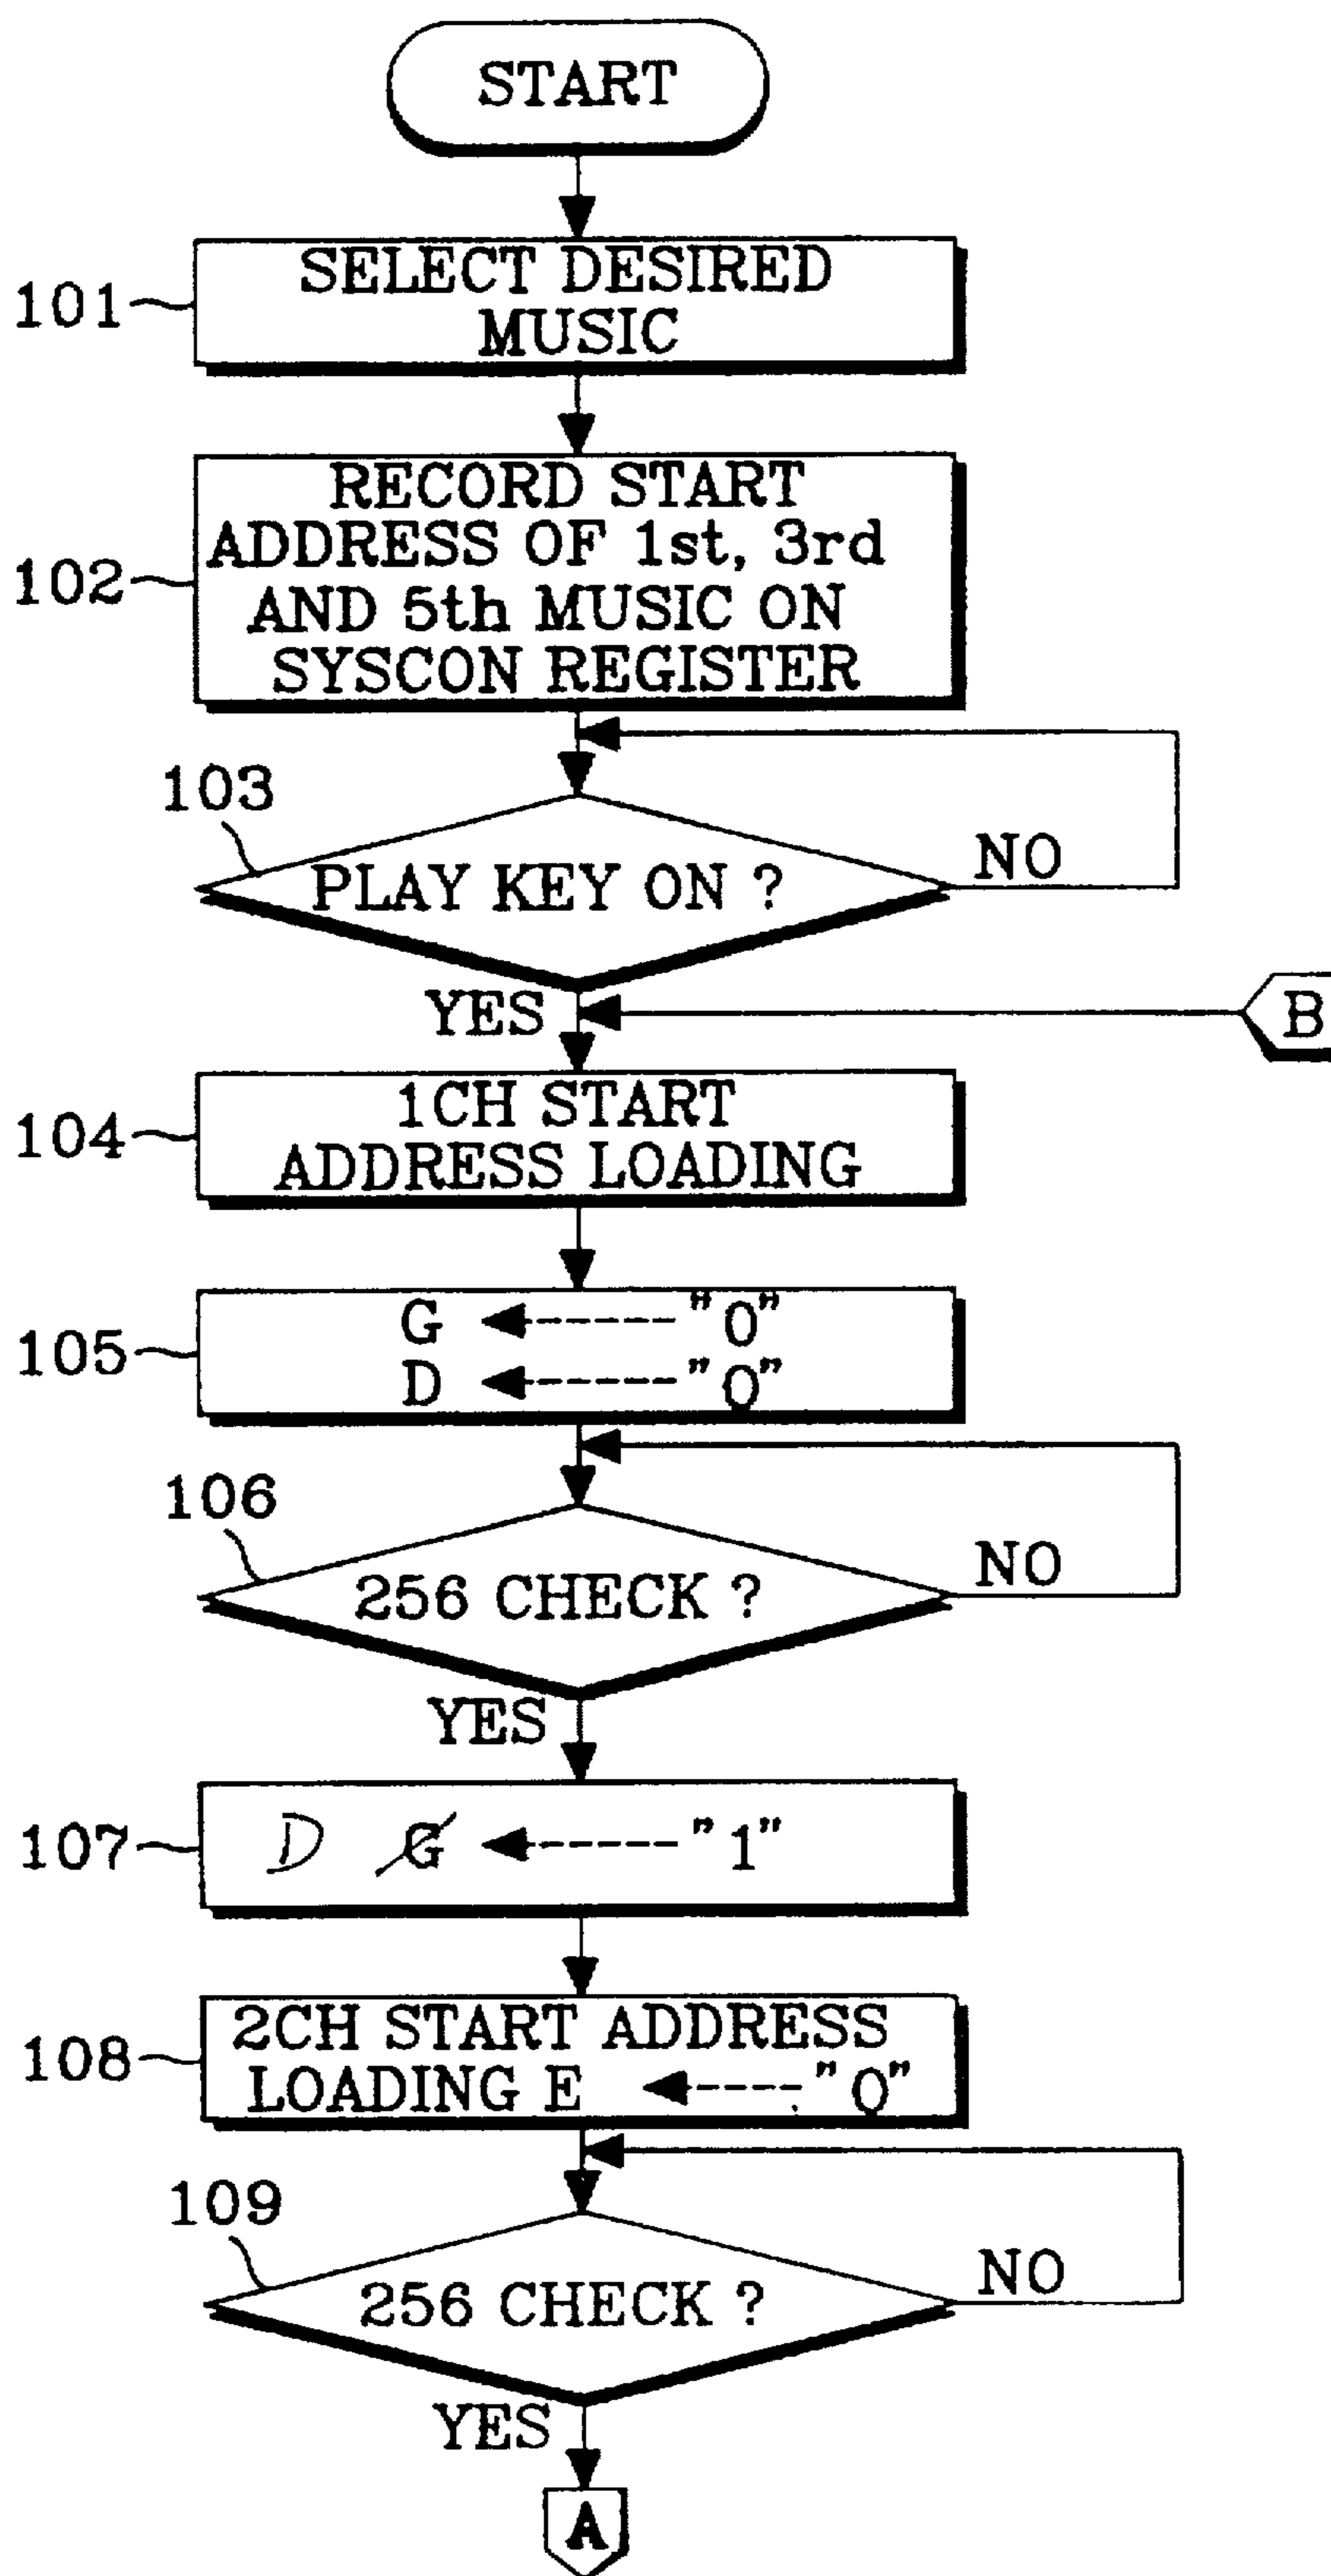 START
101
SELECT DESIRED
MUSIC
102
RECORD START
ADDRESS OF 1st, 3rd
AND 5th MUSIC ON
SYSCON REGISTER
103
PLAY KEY ON ?
NO
YES
B
104
1CH START
ADDRESS LOADING
105
G "0"
D "0"
106
256 CHECK ?
NO
YES
107
D G "1"
108
2CH START ADDRESS
LOADING E "0"
109
256 CHECK ?
NO
YES
A